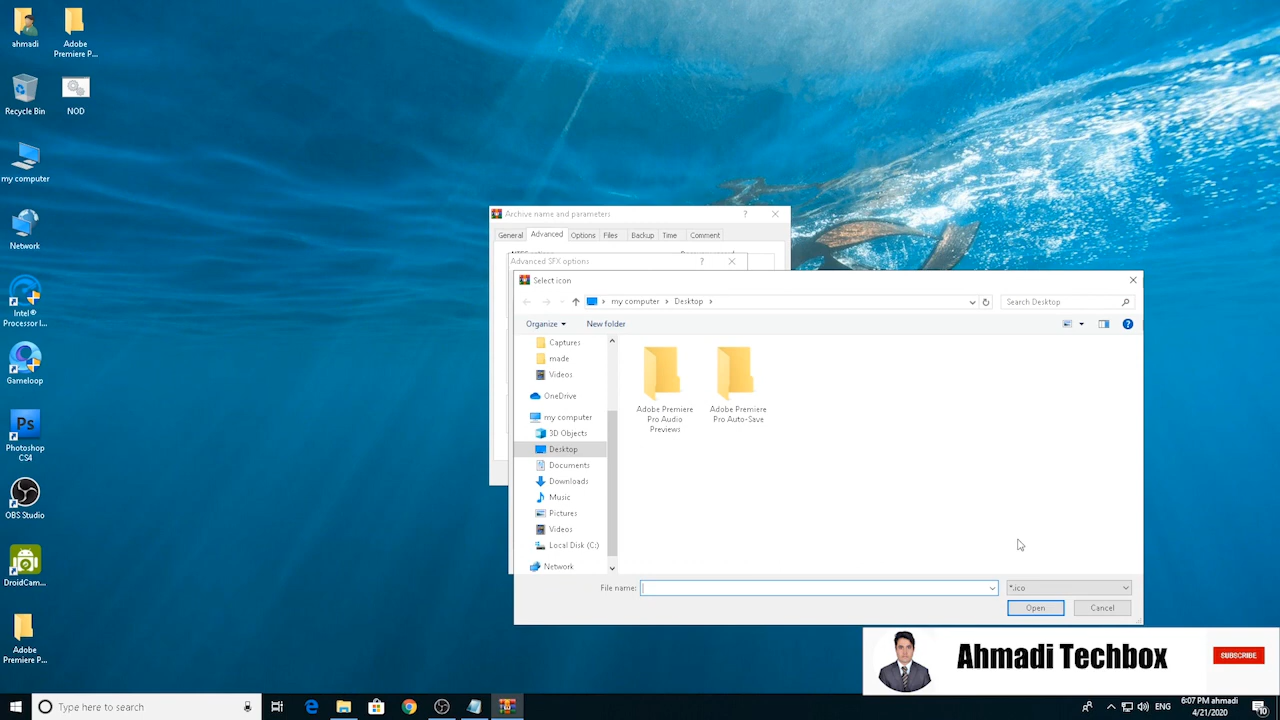 ahmadi
Adobe
Premiere P...
Recycle Bin
NOD
my computer
Network
Intel®
Processor I...
Gameloop
Ps
Photoshop
CS4
OBS Studio
DroidCam...
Adobe
Premiere P...
Archive name and parameters
?
General Advanced Options Files Backup Time Comment
Advanced SFX options
?
Select icon
my computer > Desktop >
Search Desktop
Organize
New folder
?
Captures
made
Videos
OneDrive
my computer
3D Objects
Desktop
Documents
Downloads
Music
Pictures
Videos
Local Disk (C:)
Network
Adobe Premiere
Pro Audio
Previews
Adobe Premiere
Pro Auto-Save
File name:
*.ico
Open
Cancel
Ahmadi Techbox
SUBSCRIBE
Type here to search
ENG
6:07 PM ahmadi
4/21/2020
10